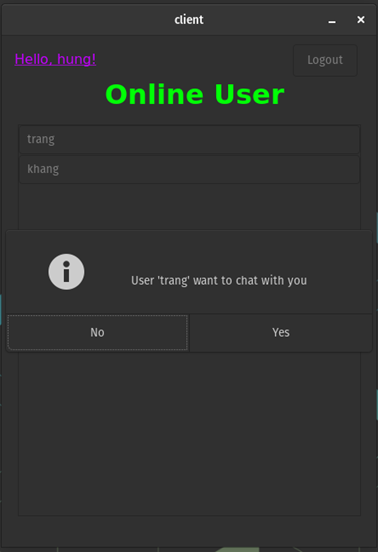 client
Hello, hung!
Logout
Online User
trang
khang
User 'trang' want to chat with you
No
Yes